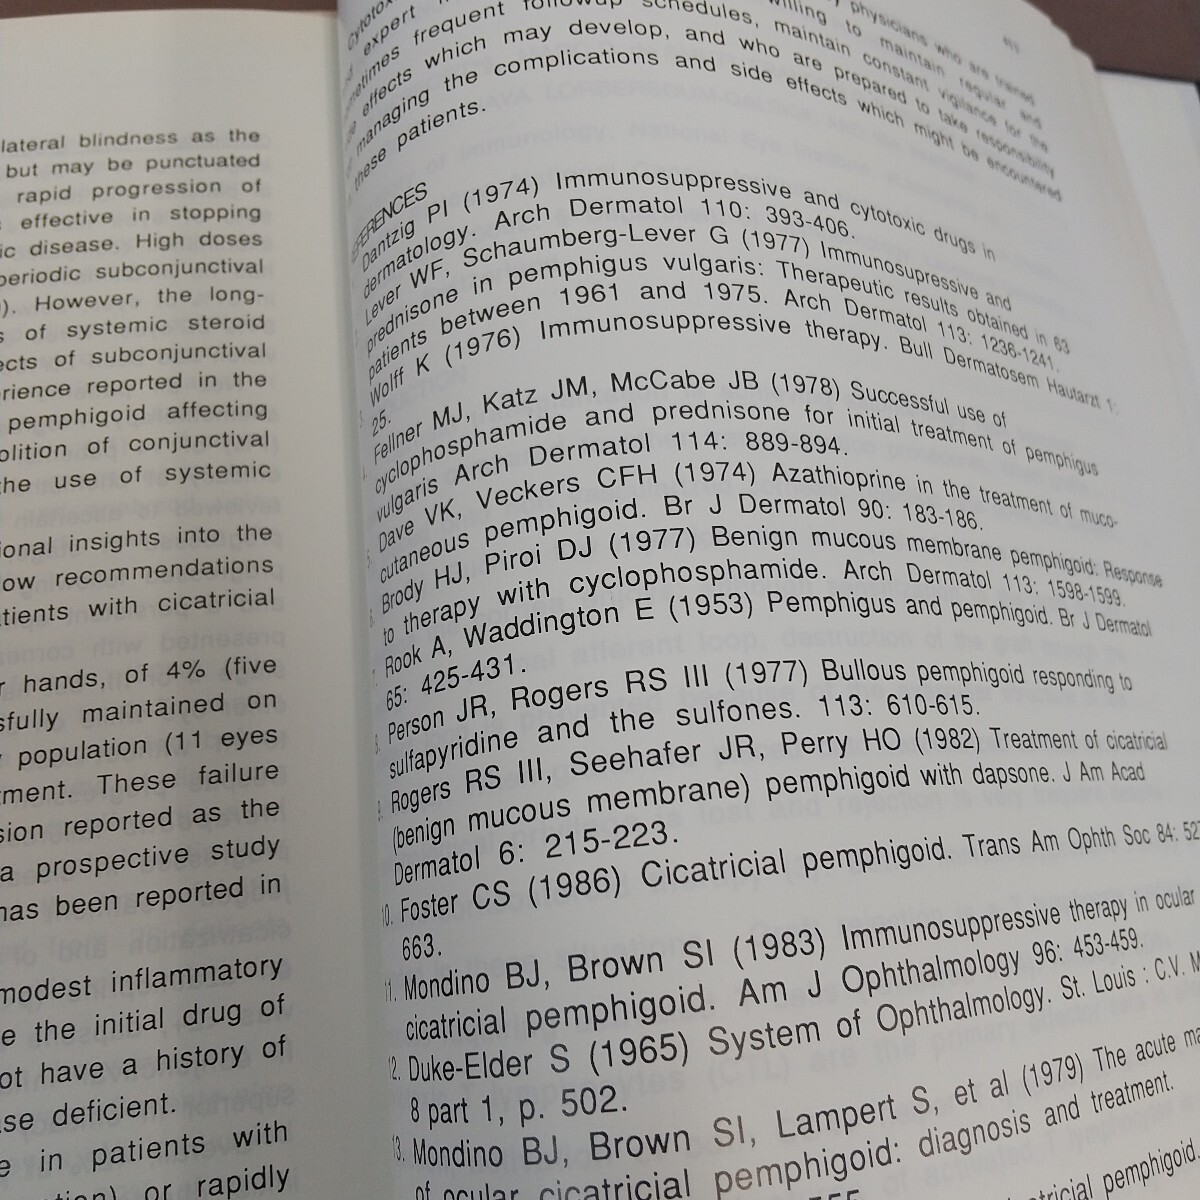 lateral blindness as the
but may be punctuated
rapid progression of
effective in stopping
ic disease. High doses
periodic subconjunctival
). However, the long-
s of systemic steroid
ects of subconjunctival
rience reported in the
pemphigoid affecting
olition of conjunctival
the use of systemic
ional insights into the
ow recommendations
tients with cicatricial
r hands, of 4% (five
sfully maintained on
y population (11 eyes
ment. These failure
sion reported as the
a prospective study
has been reported in
modest inflammatory
e the initial drug of
ot have a history of
se deficient.
e in patients with
or rapidly
physicians who are trained
expert willing to maintain regular and
frequent followup schedules, maintain constant vigilance for the
effects which may develop, and who are prepared to take responsibility
managing the complications and side effects which might be encountered
these patients.
Dantzig PI (1974) Immunosuppressive and cytotoxic drugs in
dermatology. Arch Dermatol 110: 393-406.
Lever WF, Schaumberg-Lever G (1977) Immunosupressive and
prednisone in pemphigus vulgaris: Therapeutic results obtained in 63
patients between 1961 and 1975. Arch Dermatol 113: 1236-1241.
Wolff K (1976) Immunosuppressive therapy. Bull Dermatosem Hautarzt 1:
25.
Fellner MJ, Katz JM, McCabe JB (1978) Successful use of
cyclophosphamide and prednisone for initial treatment of pemphigus
vulgaris Arch Dermatol 114: 889-894.
Dave VK, Veckers CFH (1974) Azathioprine in the treatment of muco-
cutaneous pemphigoid. Br J Dermatol 90: 183-186.
Brody HJ, Piroi DJ (1977) Benign mucous membrane pemphigoid: Response
to therapy with cyclophosphamide. Arch Dermatol 113: 1598-1599.
Rook A, Waddington E (1953) Pemphigus and pemphigoid. Br J Dermatol
65: 425-431.
Person JR, Rogers RS III (1977) Bullous pemphigoid responding to
sulfapyridine and the sulfones. 113: 610-615.
Rogers RS III, Seehafer JR, Perry HO (1982) Treatment of cicatricial
(benign mucous membrane) pemphigoid with dapsone. J Am Acad
Dermatol 6: 215-223.
10. Foster CS (1986) Cicatricial pemphigoid. Trans Am Ophth Soc 84: 527
663.
11. Mondino BJ, Brown SI (1983) Immunosuppressive therapy in ocular
cicatricial pemphigoid. Am J Ophthalmology 96: 453-459.
12. Duke-Elder S (1965) System of Ophthalmology. St. Louis : C.V. M
8 part 1, p. 502.
13. Mondino BJ, Brown SI, Lampert S, et al (1979) The acute ma
of ocular cicatricial pemphigoid: diagnosis and treatment.
tricial pemphigoid.